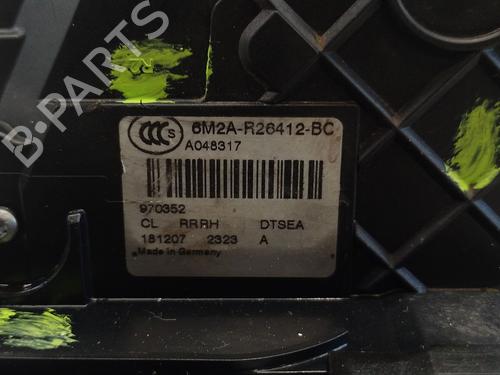 CCC S
6M2A-R26412-BC
A048317
970352
CL RRRH DTSEA
181207 2323 A
Made in Germany
B-PARTS